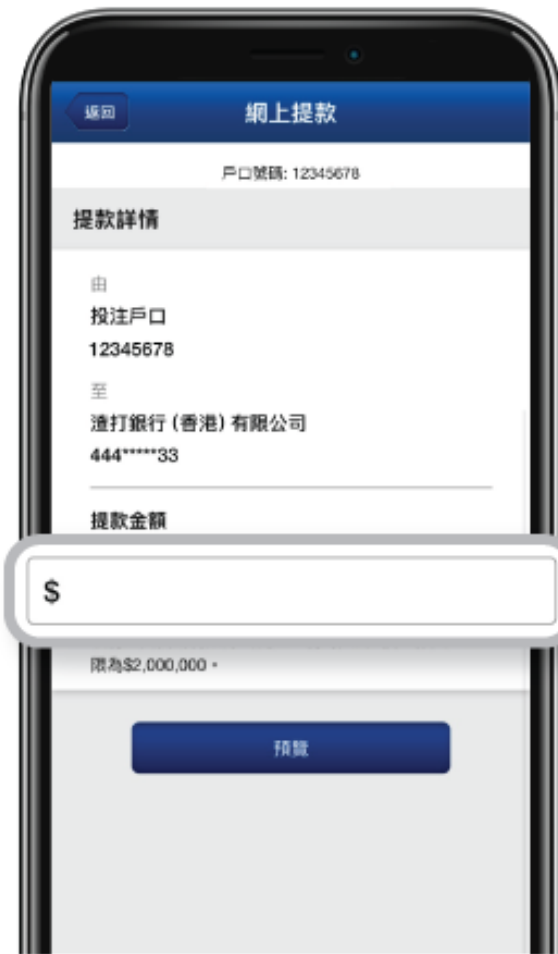 返回
網上提款
戶口號碼: 12345678
提款詳情
由
投注戶口
12345678
至
渣打銀行 (香港) 有限公司
444*****33
提款金額
$
限為$2,000,000。
預覽